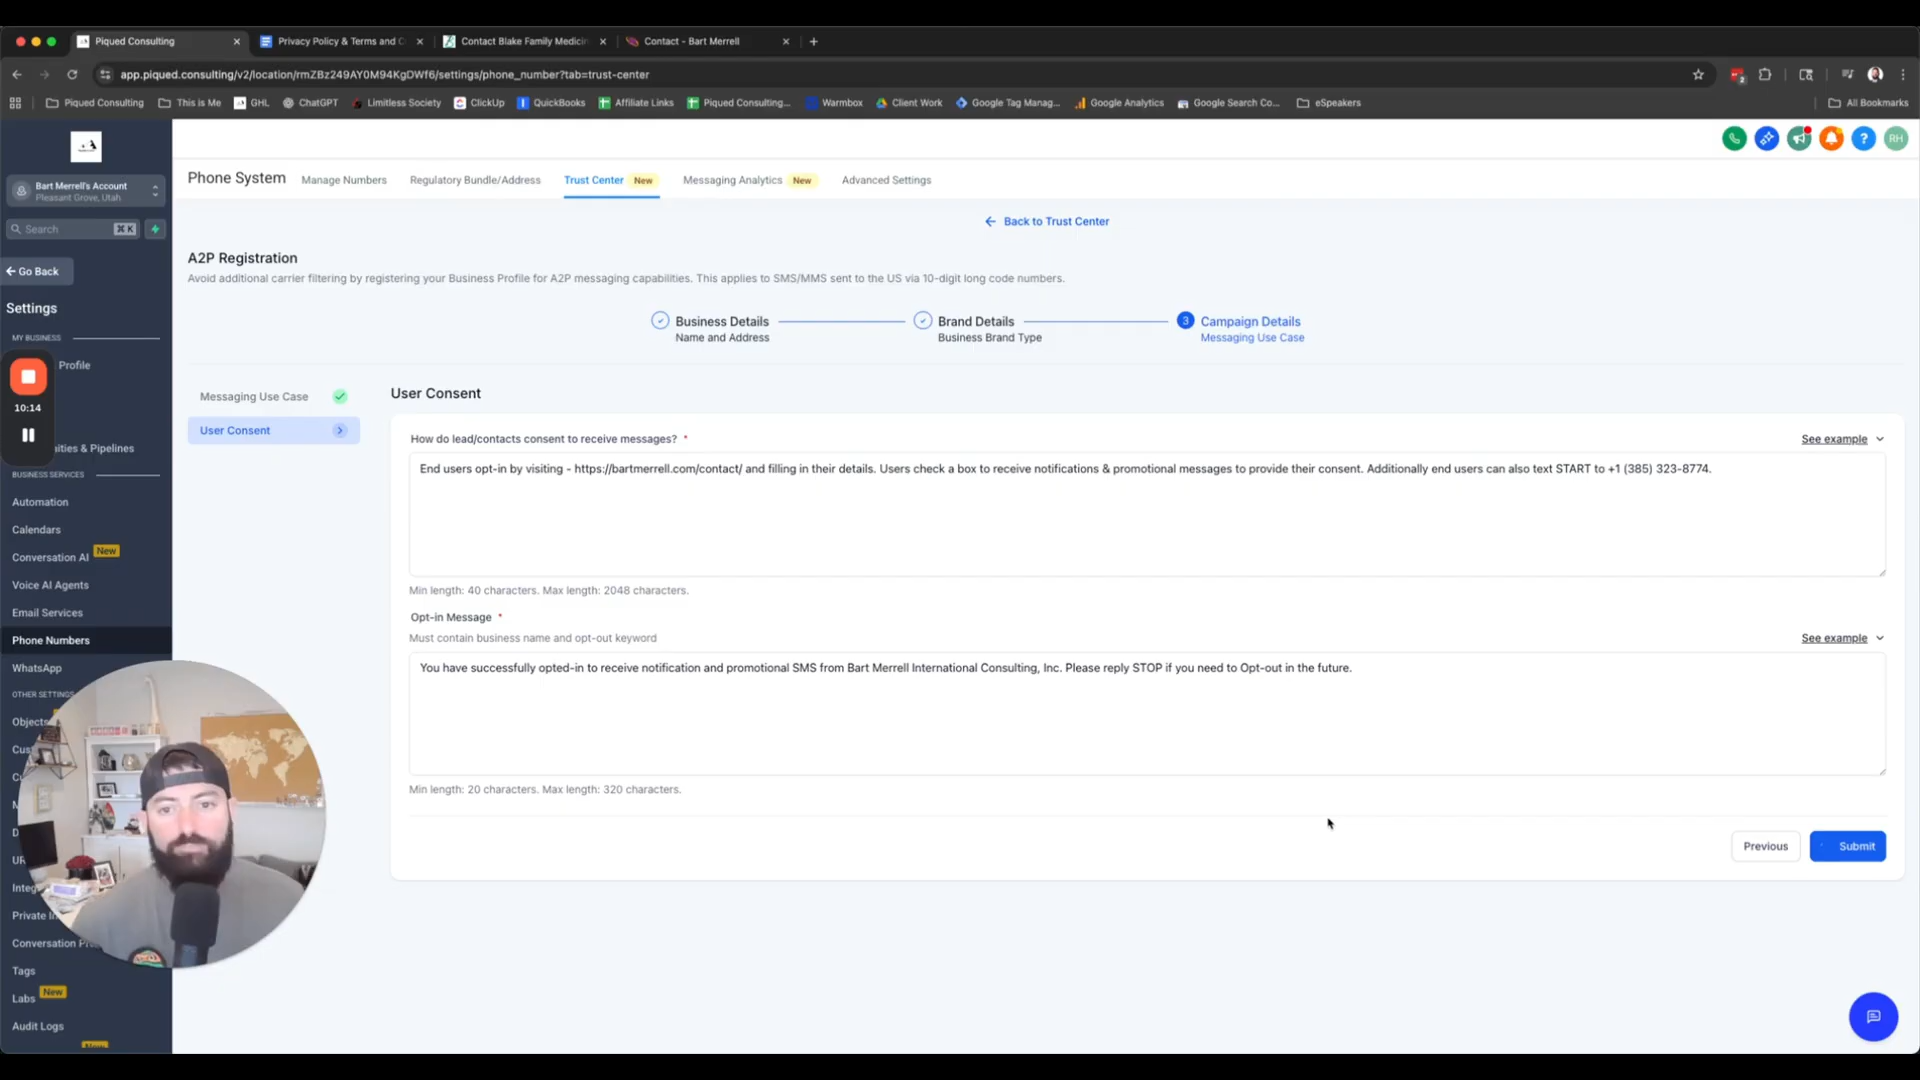 Piqued Consulting
Privacy Policy & Terms and C
Contact Blake Family Medicin
Contact - Bart Merrell
app.piqued.consulting/v2/location/rmZBz249AY0M94KgDWf6/settings/phone_number?tab=trust-center
Piqued Consulting
This is Me
GHL
ChatGPT
Limitless Society
ClickUp
QuickBooks
Affiliate Links
Piqued Consulting...
Warmbox
Client Work
Google Tag Manag...
Google Analytics
Google Search Co...
eSpeakers
All Bookmarks
RH
Bart Merrell's Account
Pleasant Grove, Utah
Search
⌘ K
Go Back
Settings
MY BUSINESS
Profile
10:14
nities & Pipelines
BUSINESS SERVICES
Automation
Calendars
Conversation AI New
Voice AI Agents
Email Services
Phone Numbers
WhatsApp
OTHER SETTINGS
Objects
Cus
C
M
D
UR
Integ
Private In
Conversation Pr
Tags
Labs New
Audit Logs
New
Phone System
Manage Numbers
Regulatory Bundle/Address
Trust Center New
Messaging Analytics New
Advanced Settings
Back to Trust Center
A2P Registration
Avoid additional carrier filtering by registering your Business Profile for A2P messaging capabilities. This applies to SMS/MMS sent to the US via 10-digit long code numbers.
Business Details
Name and Address
Brand Details
Business Brand Type
3 Campaign Details
Messaging Use Case
Messaging Use Case
User Consent
User Consent
How do lead/contacts consent to receive messages? *
See example
End users opt-in by visiting - https://bartmerrell.com/contact/ and filling in their details. Users check a box to receive notifications & promotional messages to provide their consent. Additionally end users can also text START to +1 (385) 323-8774.
Min length: 40 characters. Max length: 2048 characters.
Opt-in Message *
Must contain business name and opt-out keyword
See example
You have successfully opted-in to receive notification and promotional SMS from Bart Merrell International Consulting, Inc. Please reply STOP if you need to Opt-out in the future.
Min length: 20 characters. Max length: 320 characters.
Previous
Submit